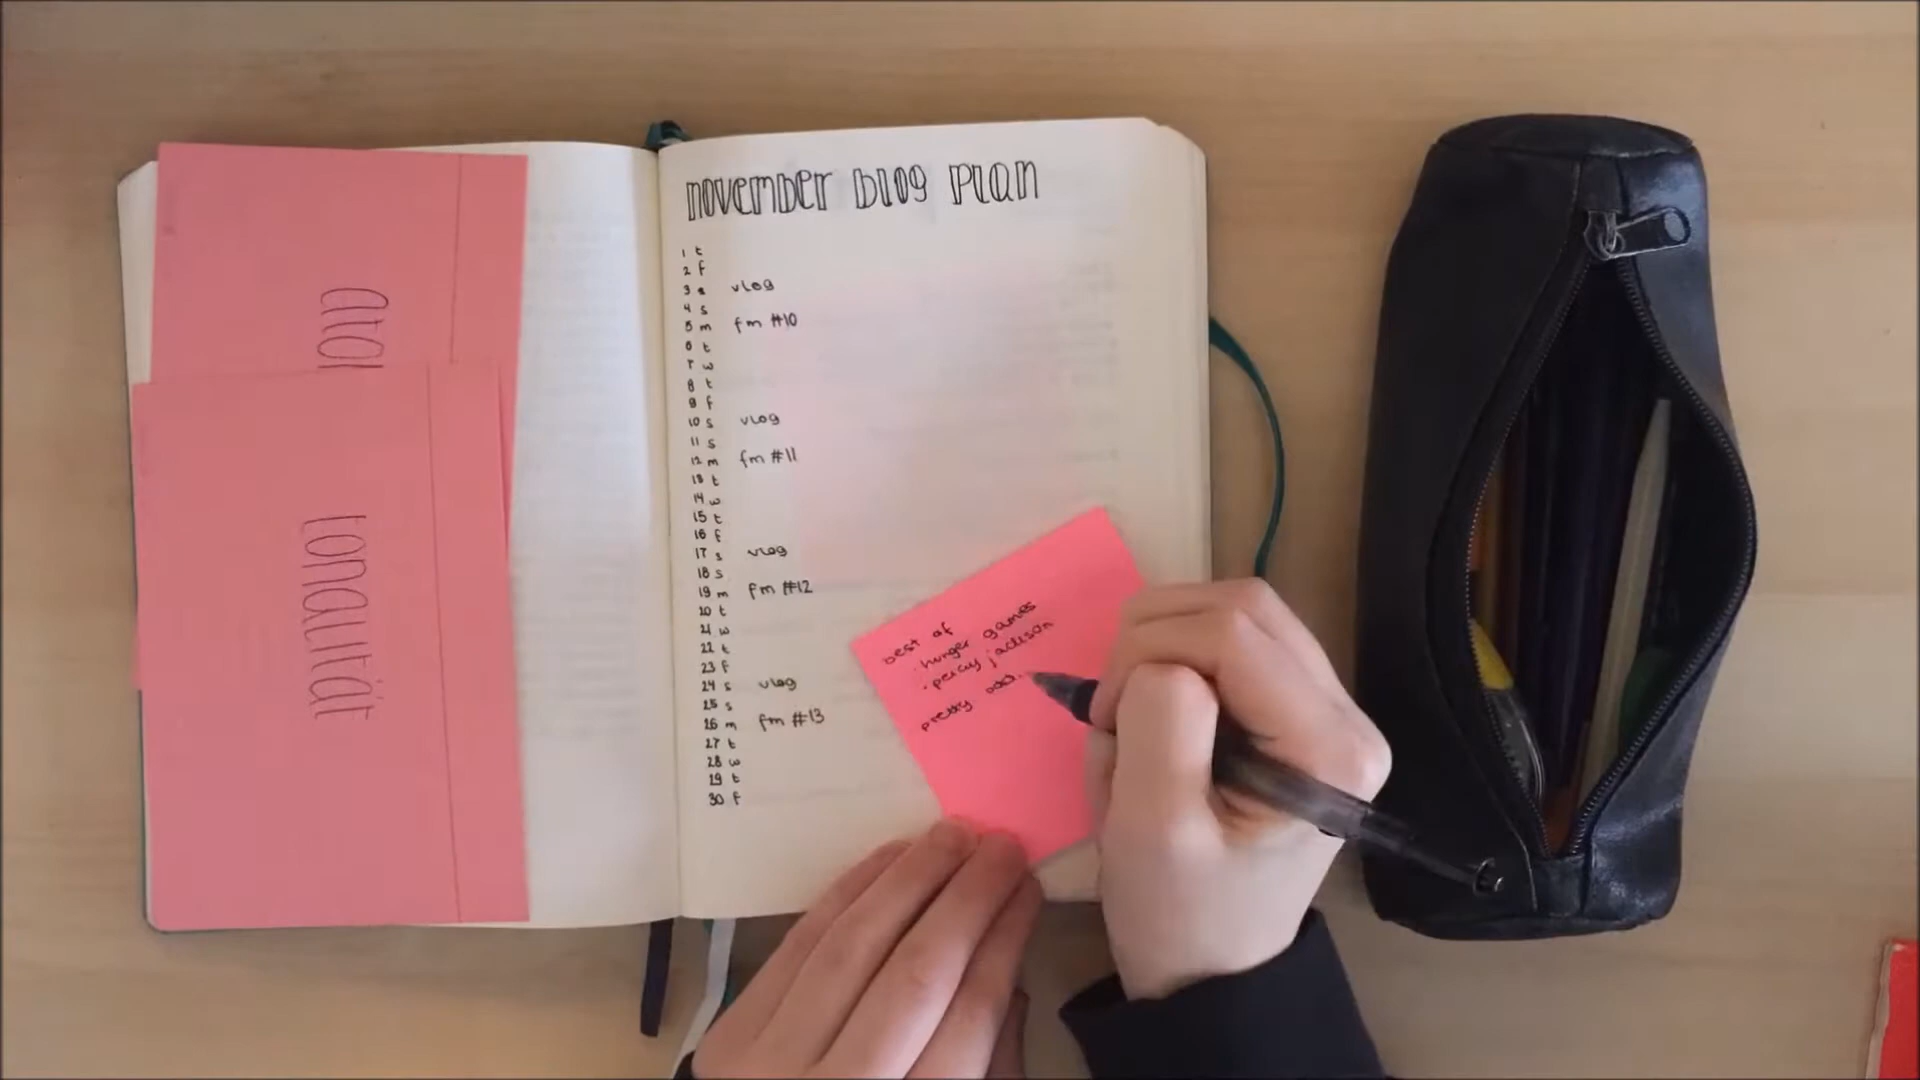 november blog plan
1 t
2 f
3 s vlog
4 s
5 m fm #10
6 t
7 w
8 t
9 f
10 s vlog
11 s
12 m fm #11
13 t
14 w
15 t
16 f
17 s vlog
18 s
19 m fm #12
20 t
21 w
22 t
23 f
24 s vlog
25 s
26 m fm #13
27 t
28 w
29 t
30 f
best of
· hunger games
· percy jackson
pretty
tonalität